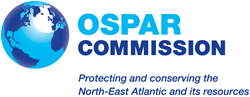 OSPAR
COMMISSION
Protecting and conserving the
North-East Atlantic and its resources